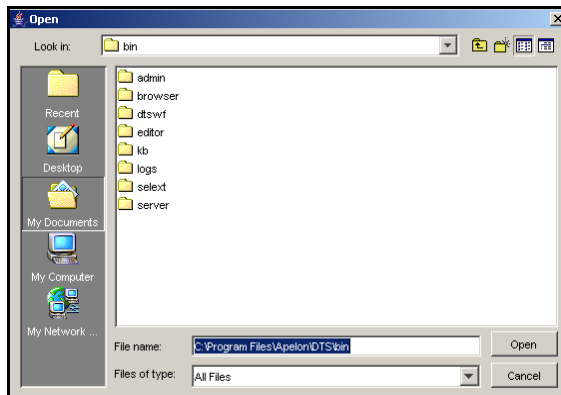 Open
Look in:
bin
Recent
Desktop
My Documents
My Computer
My Network ...
admin
browser
dtswf
editor
kb
logs
selext
server
File name:
C:\Program Files\Apelon\DTS\bin
Open
Files of type:
All Files
Cancel